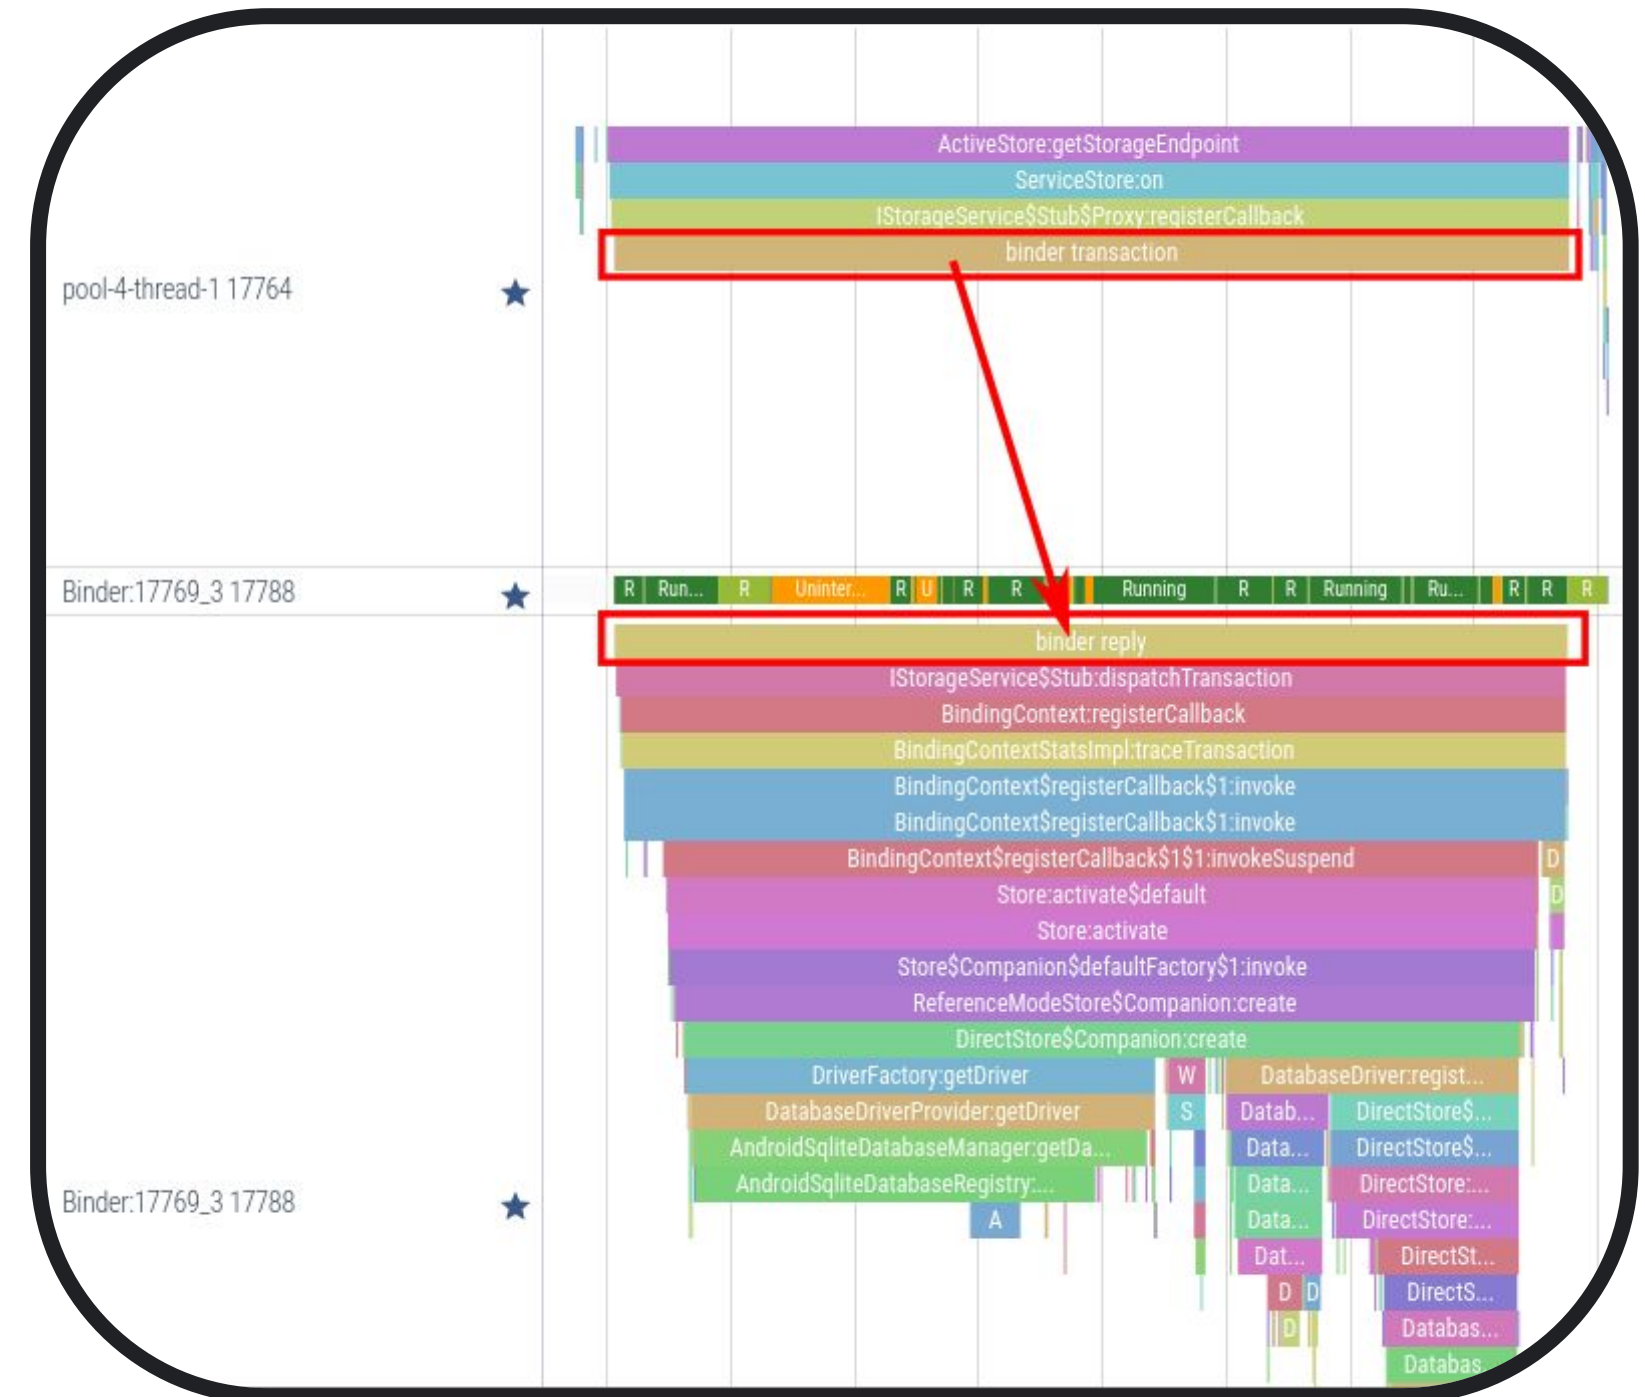 ActiveStore:getStorageEndpoint
ServiceStore:on
IStorageService$Stub$Proxy:registerCallback
binder transaction
pool-4-thread-1 17764
Binder:17769_3 17788
R Run... R Uninter... R U R R Running R R Running Ru... R R R
binder reply
IStorageService$Stub:dispatchTransaction
BindingContext:registerCallback
BindingContextStatsImpl:traceTransaction
BindingContext$registerCallback$1:invoke
BindingContext$registerCallback$1:invoke
BindingContext$registerCallback$1$1:invokeSuspend D
Store:activate$default D
Store:activate
Store$Companion$defaultFactory$1:invoke
ReferenceModeStore$Companion:create
DirectStore$Companion:create
DriverFactory:getDriver W DatabaseDriver:regist...
DatabaseDriverProvider:getDriver S Datab... DirectStore$...
AndroidSqliteDatabaseManager:getDa... Data... DirectStore$...
AndroidSqliteDatabaseRegistry:... Data... DirectStore:...
Binder:17769_3 17788
A Data... DirectStore:...
Dat... DirectSt...
D D DirectS...
D Databas...
Databas...